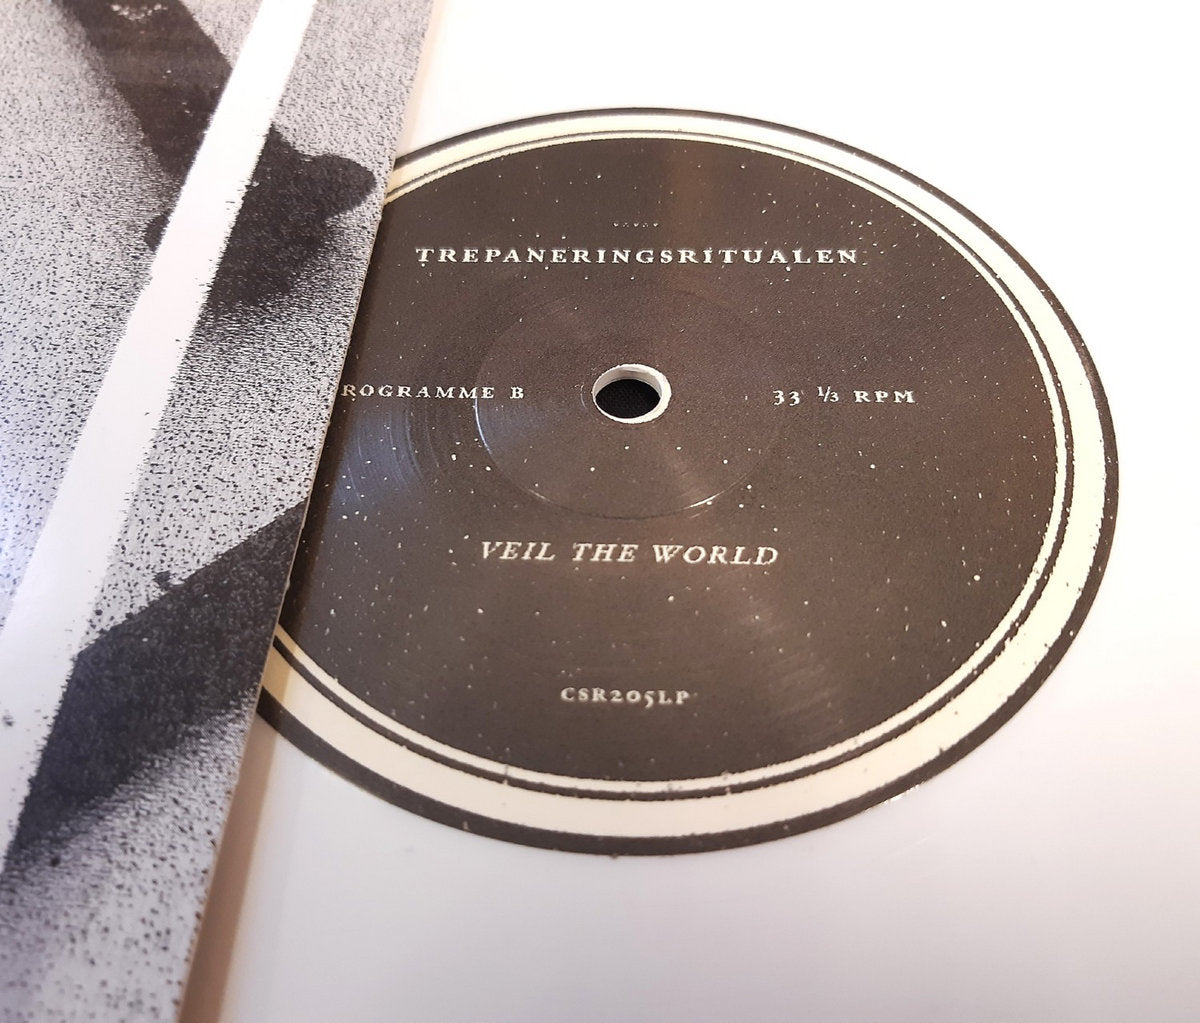 TREPANERINGSRITUALEN
ROGRAMME B
33 ⅓ RPM
VEIL THE WORLD
CSR205LP